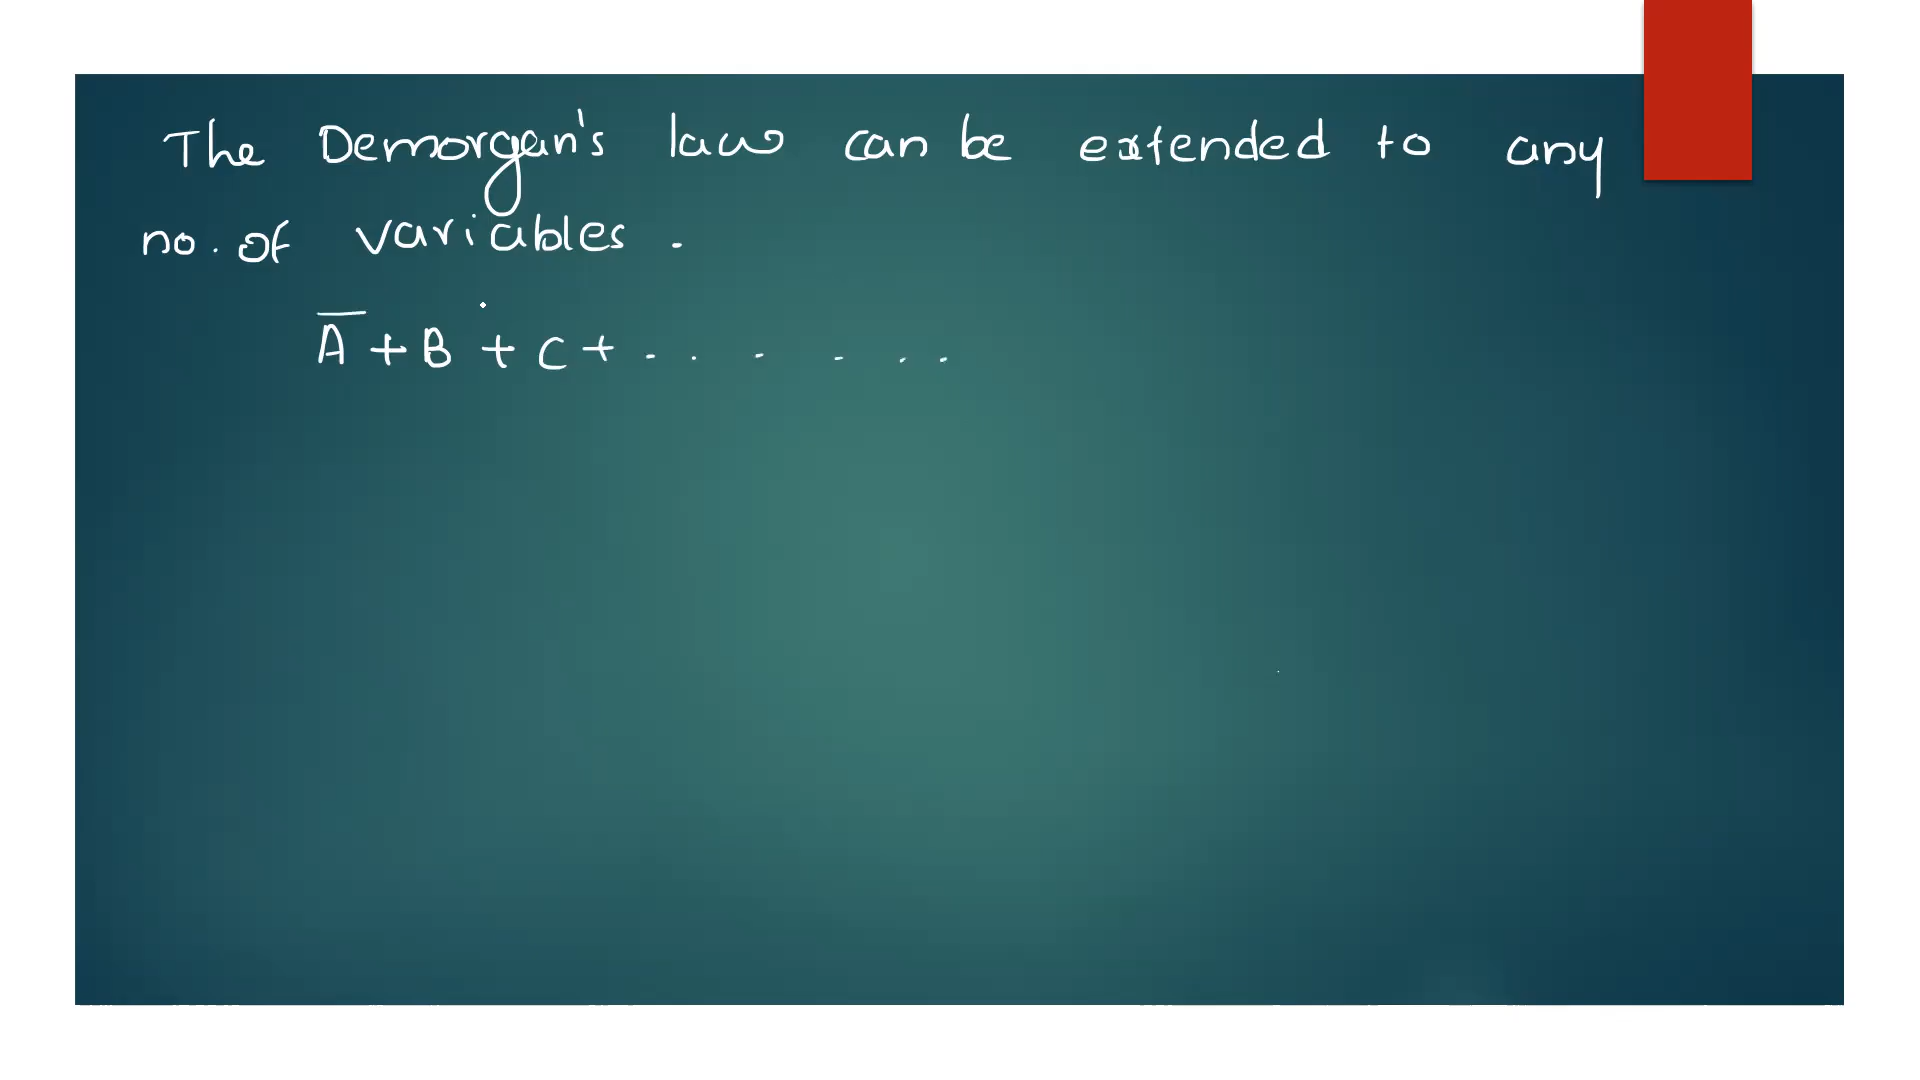 The Demorgan's law can be extended to any
no. of variables.
A̅ + B + C + . . . . . .